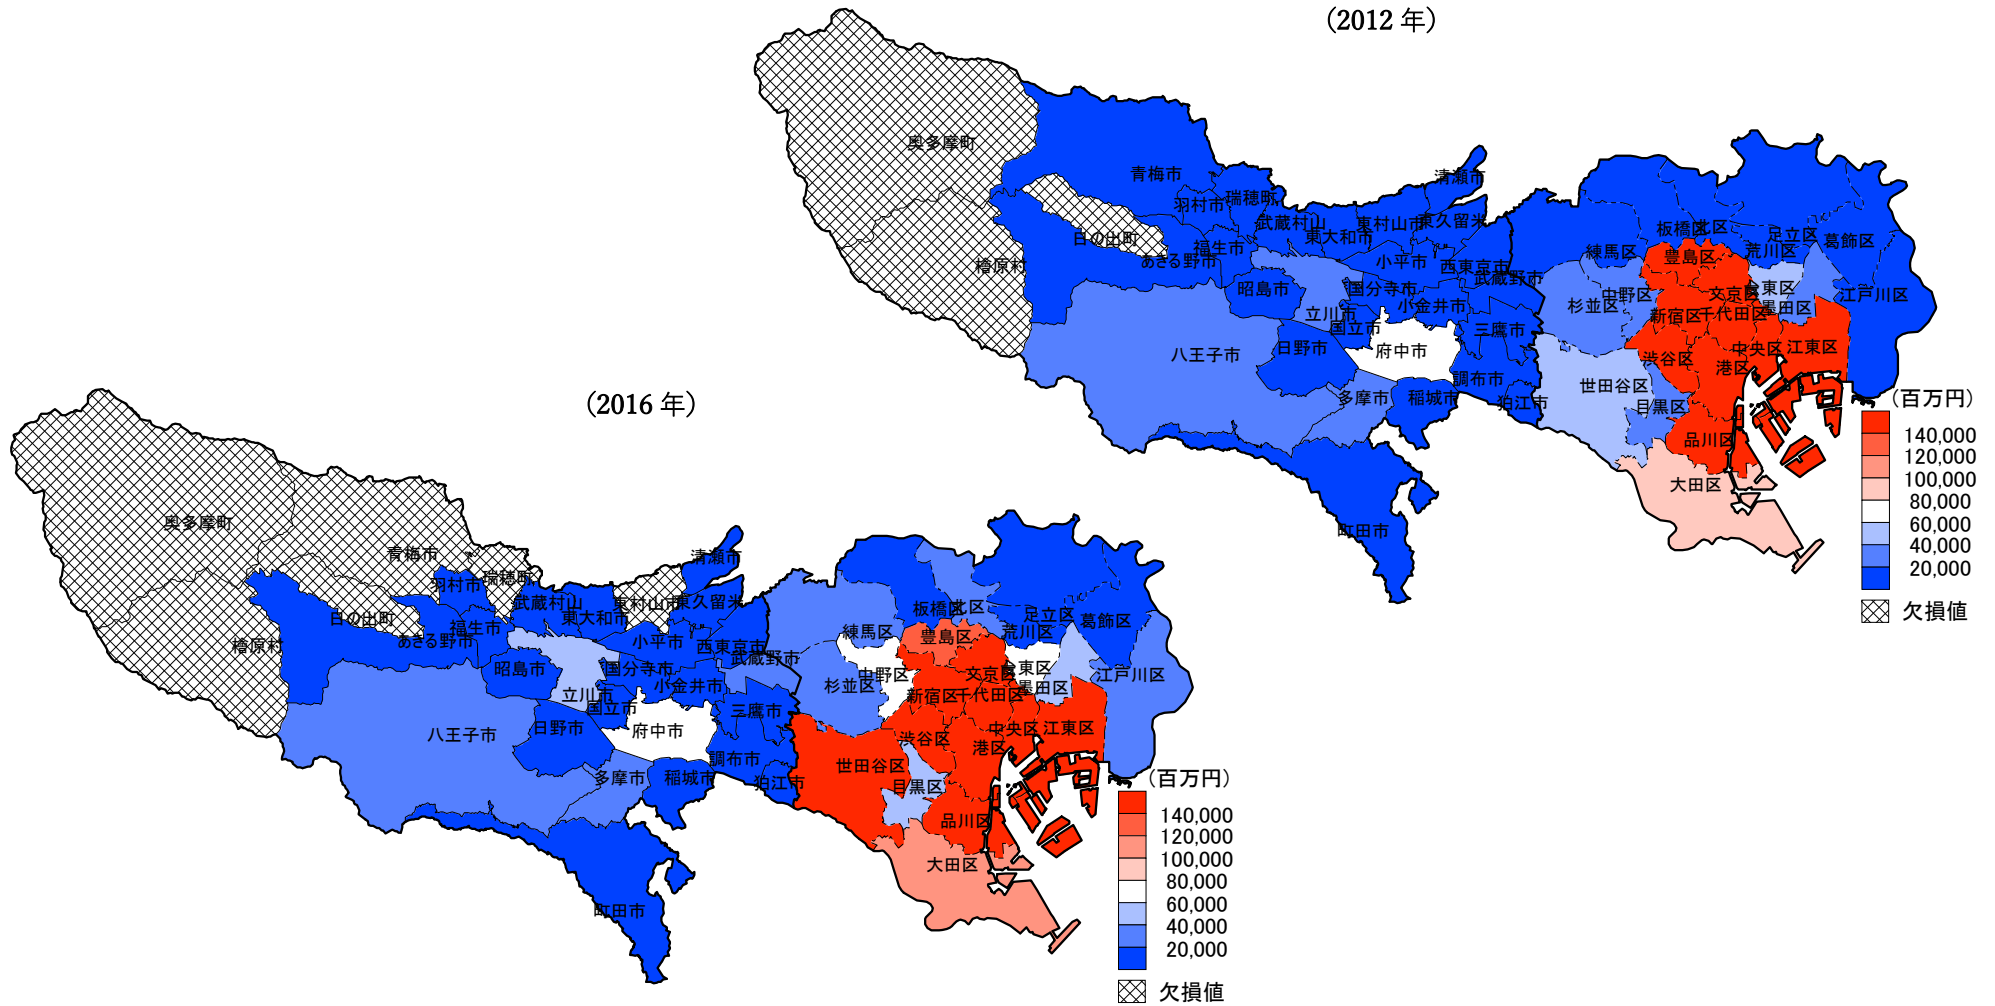 (2012 年)
奥多摩町
青梅市
清瀬市
羽村市
瑞穂町
武蔵村山
東村山市
東久留米
東大和市
日の出町
福生市
あきる野市
檜原村
小平市
西東京市
武蔵野市
昭島市
国分寺市
小金井市
立川市
国立市
三鷹市
八王子市
日野市
府中市
調布市
多摩市
稲城市
狛江市
町田市
板橋区
北区
足立区
葛飾区
荒川区
練馬区
豊島区
中野区
文京区
台東区
墨田区
江戸川区
杉並区
新宿区
千代田区
渋谷区
中央区
江東区
港区
世田谷区
目黒区
品川区
大田区
(百万円)
140,000
120,000
100,000
80,000
60,000
40,000
20,000
欠損値
(2016 年)
奥多摩町
青梅市
清瀬市
羽村市
瑞穂町
武蔵村山
東村山市
東久留米
東大和市
日の出町
福生市
あきる野市
檜原村
小平市
西東京市
武蔵野市
昭島市
国分寺市
小金井市
立川市
国立市
三鷹市
八王子市
日野市
府中市
調布市
多摩市
稲城市
狛江市
町田市
板橋区
北区
足立区
葛飾区
荒川区
練馬区
豊島区
中野区
文京区
台東区
墨田区
江戸川区
杉並区
新宿区
千代田区
渋谷区
中央区
江東区
港区
世田谷区
目黒区
品川区
大田区
(百万円)
140,000
120,000
100,000
80,000
60,000
40,000
20,000
欠損値